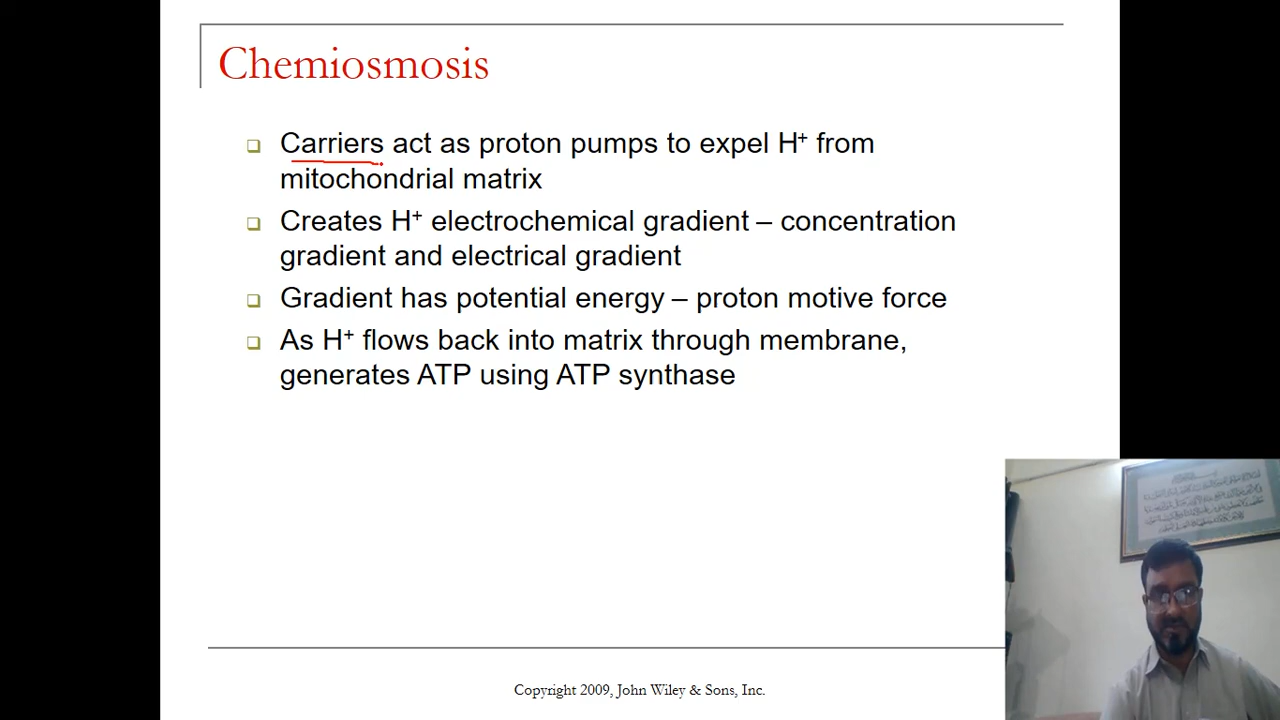 Chemiosmosis
Carriers act as proton pumps to expel H⁺ from
mitochondrial matrix
Creates H⁺ electrochemical gradient – concentration
gradient and electrical gradient
Gradient has potential energy – proton motive force
As H⁺ flows back into matrix through membrane,
generates ATP using ATP synthase
Copyright 2009, John Wiley & Sons, Inc.